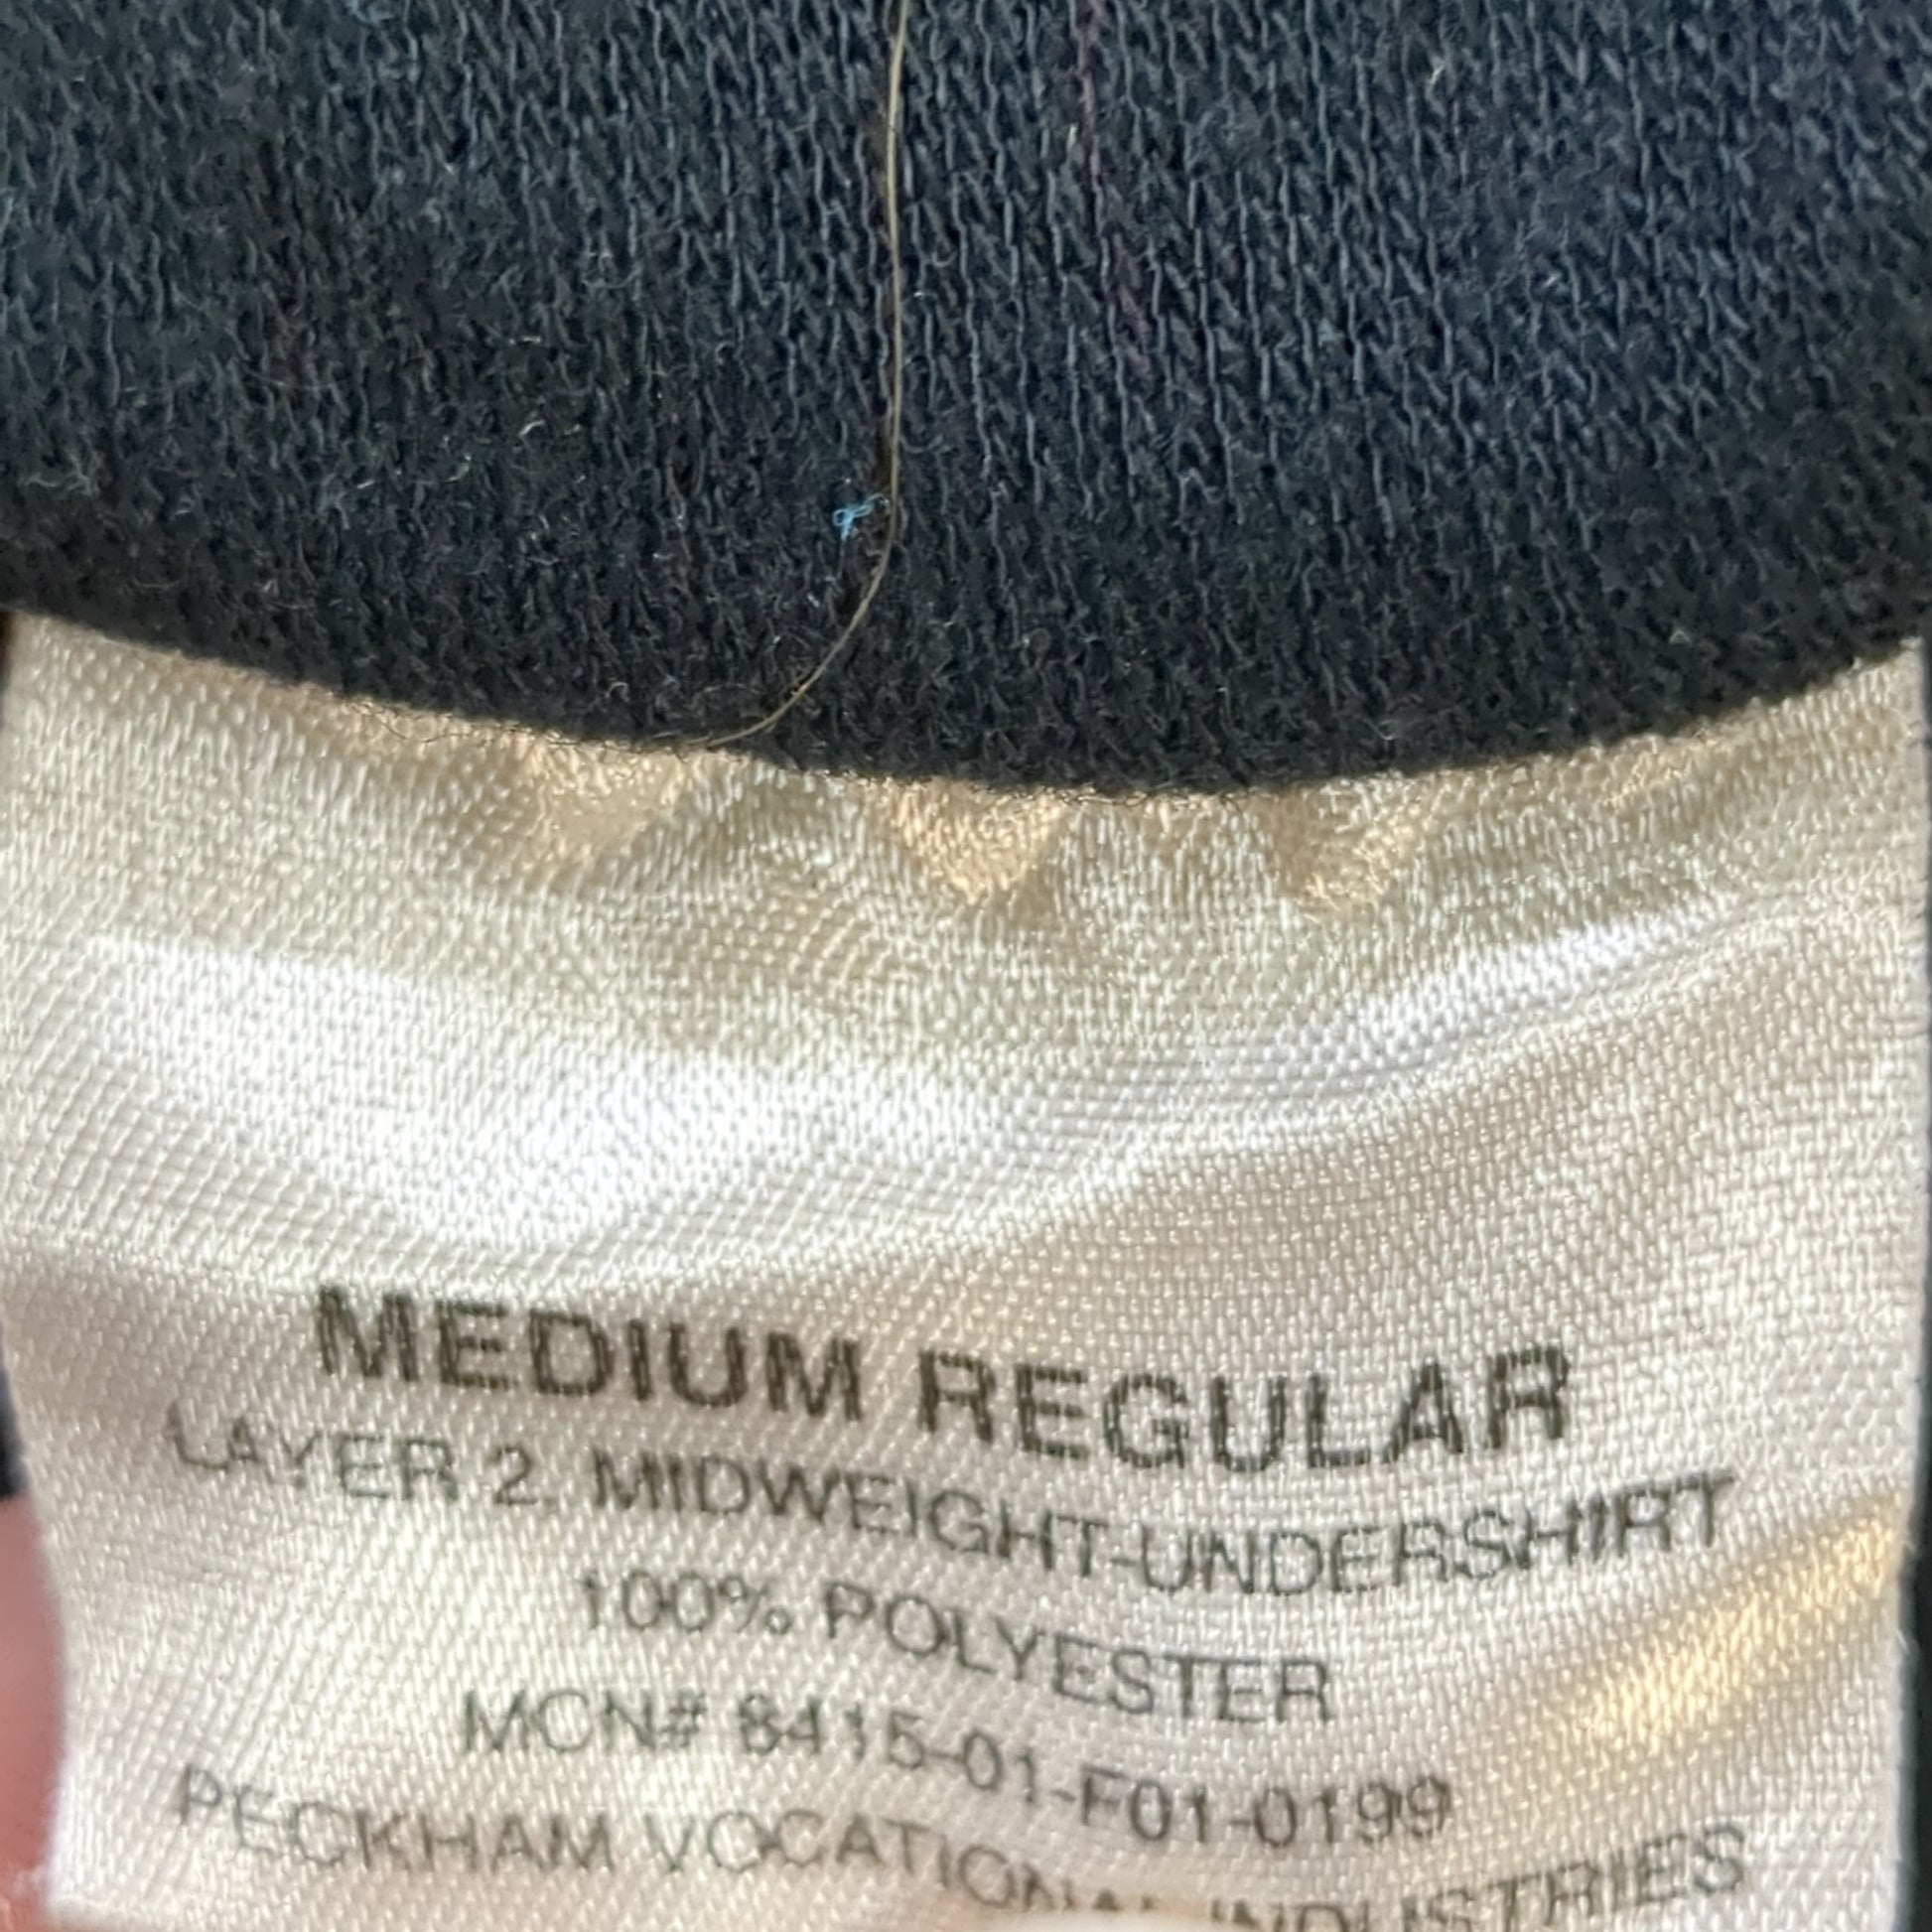 MEDIUM REGULAR
LAYER 2, MIDWEIGHT-UNDERSHIRT
100% POLYESTER
MCN# 8415-01-F01-0199
PECKHAM VOCATIONAL INDUSTRIES